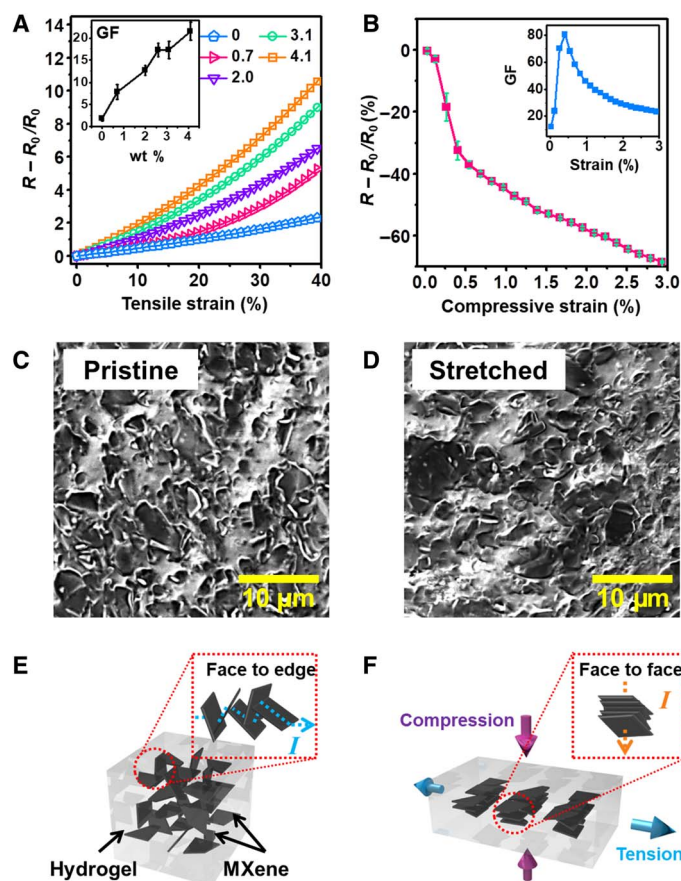 A
GF
20
15
10
5
0
0 1 2 3 4
wt %
0
0.7
2.0
3.1
4.1
R – R0/R0
14
12
10
8
6
4
2
0
0 10 20 30 40
Tensile strain (%)
B
R – R0/R0 (%)
0
–20
–40
–60
0.0 0.5 1.0 1.5 2.0 2.5 3.0
Compressive strain (%)
GF
80
60
40
20
0
0 1 2 3
Strain (%)
C
Pristine
10 μm
D
Stretched
10 μm
E
Face to edge
I
Hydrogel
MXene
F
Face to face
I
Compression
Tension